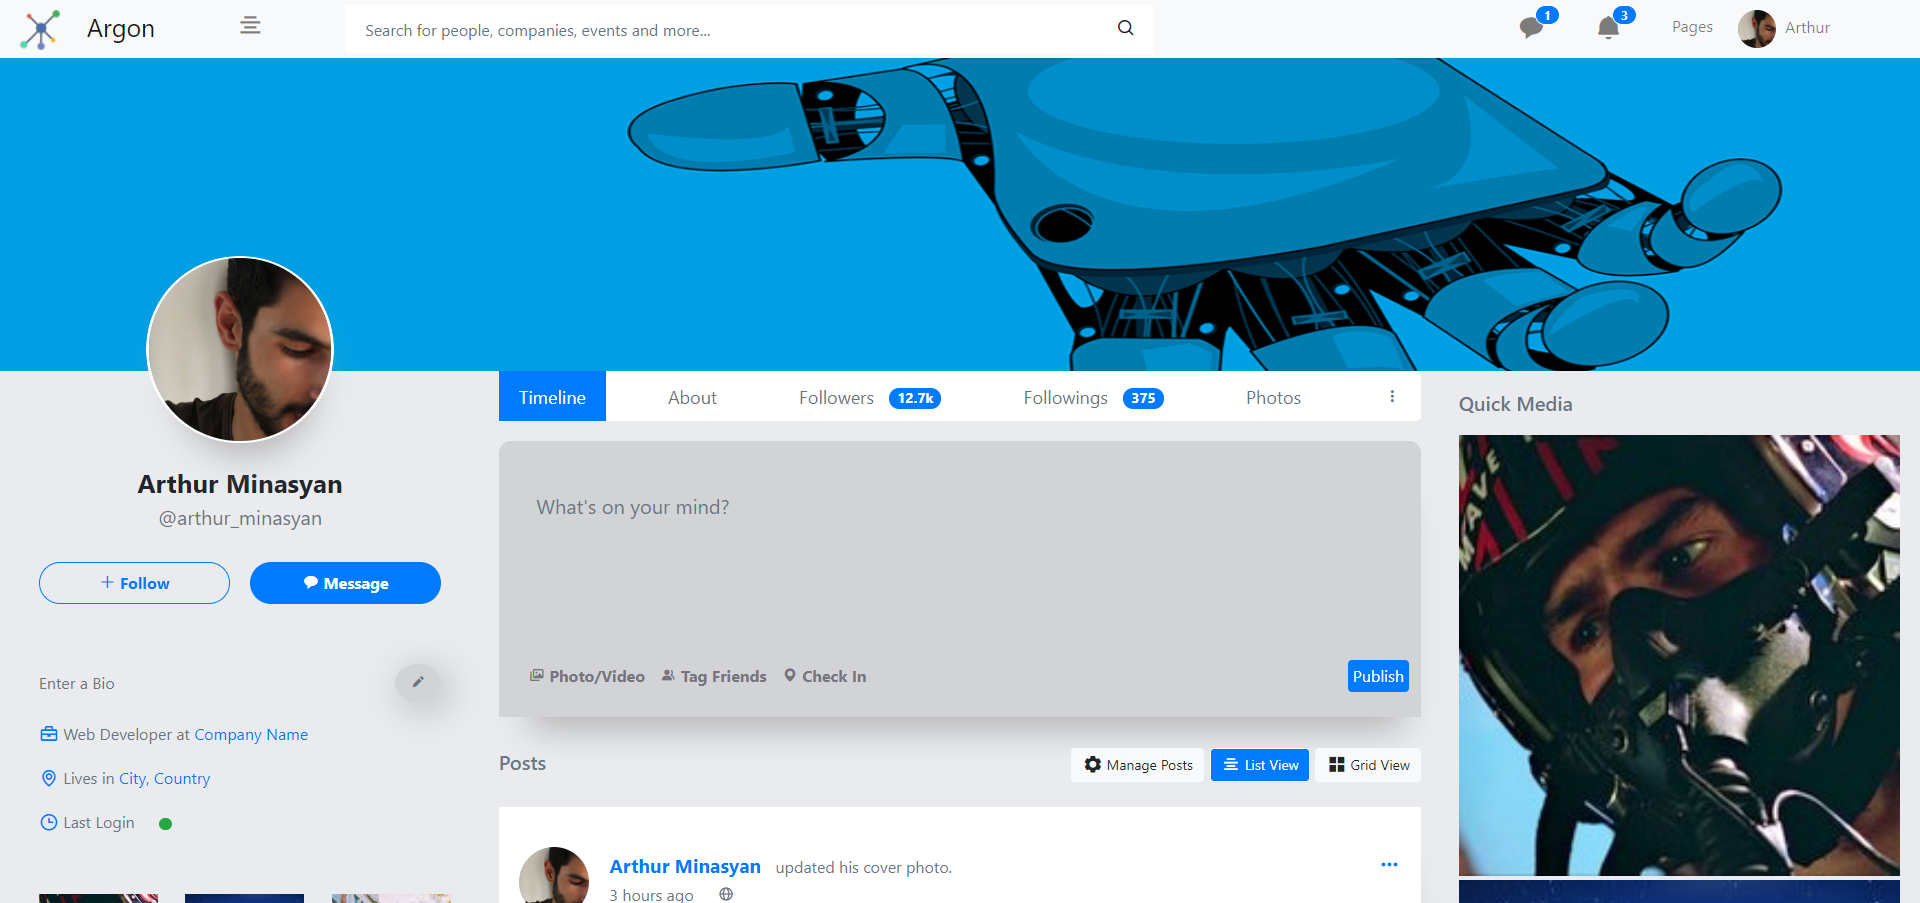 Argon
Search for people, companies, events and more...
1
3
Pages
Arthur
Timeline
About
Followers 12.7k
Followings 375
Photos
Quick Media
Arthur Minasyan
@arthur_minasyan
+ Follow
Message
What's on your mind?
Photo/Video
Tag Friends
Check In
Publish
Enter a Bio
Web Developer at Company Name
Lives in City, Country
Last Login
Posts
Manage Posts
List View
Grid View
Arthur Minasyan updated his cover photo.
3 hours ago